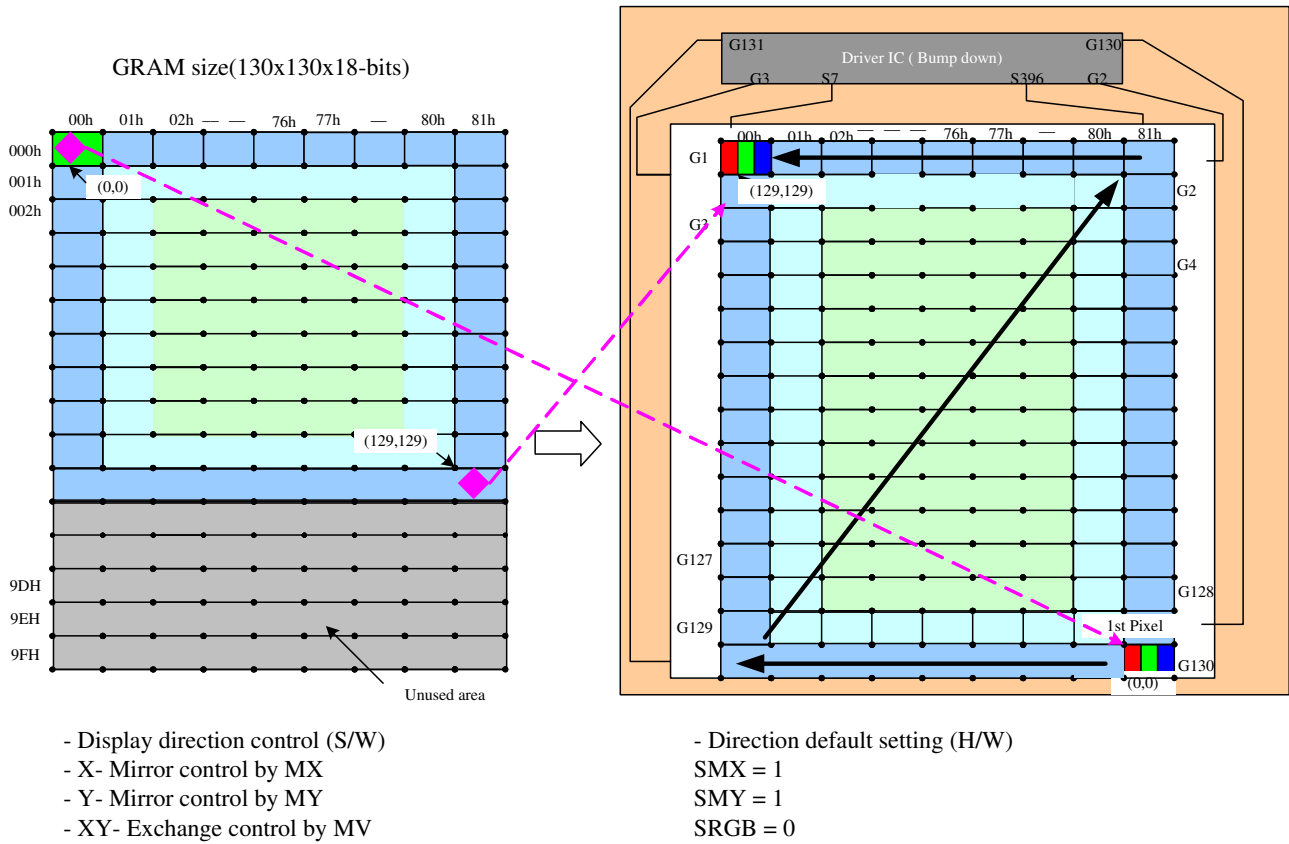 GRAM size(130x130x18-bits)
00h 01h 02h — — 76h 77h — 80h 81h
000h
001h
002h
(0,0)
(129,129)
9DH
9EH
9FH
Unused area
G131 G130
Driver IC ( Bump down)
G3 S7 S396 G2
00h 01h 02h — — — 76h 77h — 80h 81h
G1
(129,129)
G2
G3
G4
G127
G128
G129
1st Pixel
G130
(0,0)
- Display direction control (S/W)
- X- Mirror control by MX
- Y- Mirror control by MY
- XY- Exchange control by MV
- Direction default setting (H/W)
SMX = 1
SMY = 1
SRGB = 0